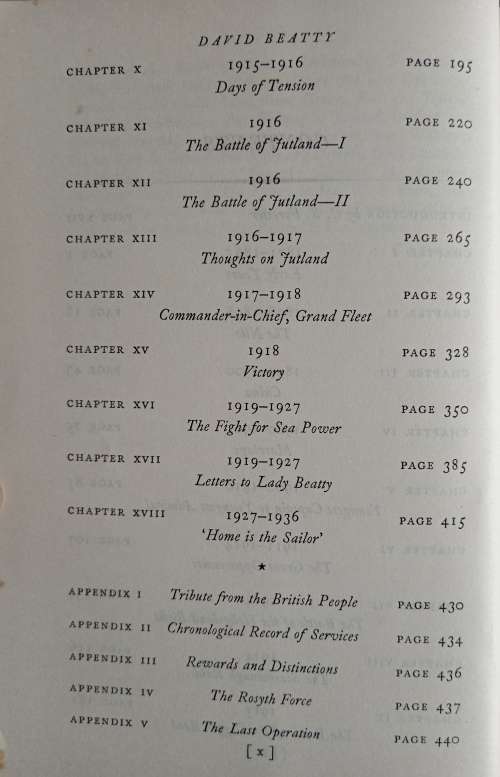 DAVID BEATTY
CHAPTER X 1915–1916 PAGE 195
Days of Tension
CHAPTER XI 1916 PAGE 220
The Battle of Jutland—I
CHAPTER XII 1916 PAGE 240
The Battle of Jutland—II
CHAPTER XIII 1916–1917 PAGE 265
Thoughts on Jutland
CHAPTER XIV 1917–1918 PAGE 293
Commander-in-Chief, Grand Fleet
CHAPTER XV 1918 PAGE 328
Victory
CHAPTER XVI 1919–1927 PAGE 350
The Fight for Sea Power
CHAPTER XVII 1919–1927 PAGE 385
Letters to Lady Beatty
CHAPTER XVIII 1927–1936 PAGE 415
‘Home is the Sailor’
★
APPENDIX I Tribute from the British People PAGE 430
APPENDIX II Chronological Record of Services PAGE 434
APPENDIX III Rewards and Distinctions PAGE 436
APPENDIX IV The Rosyth Force PAGE 437
APPENDIX V The Last Operation PAGE 440
[x]